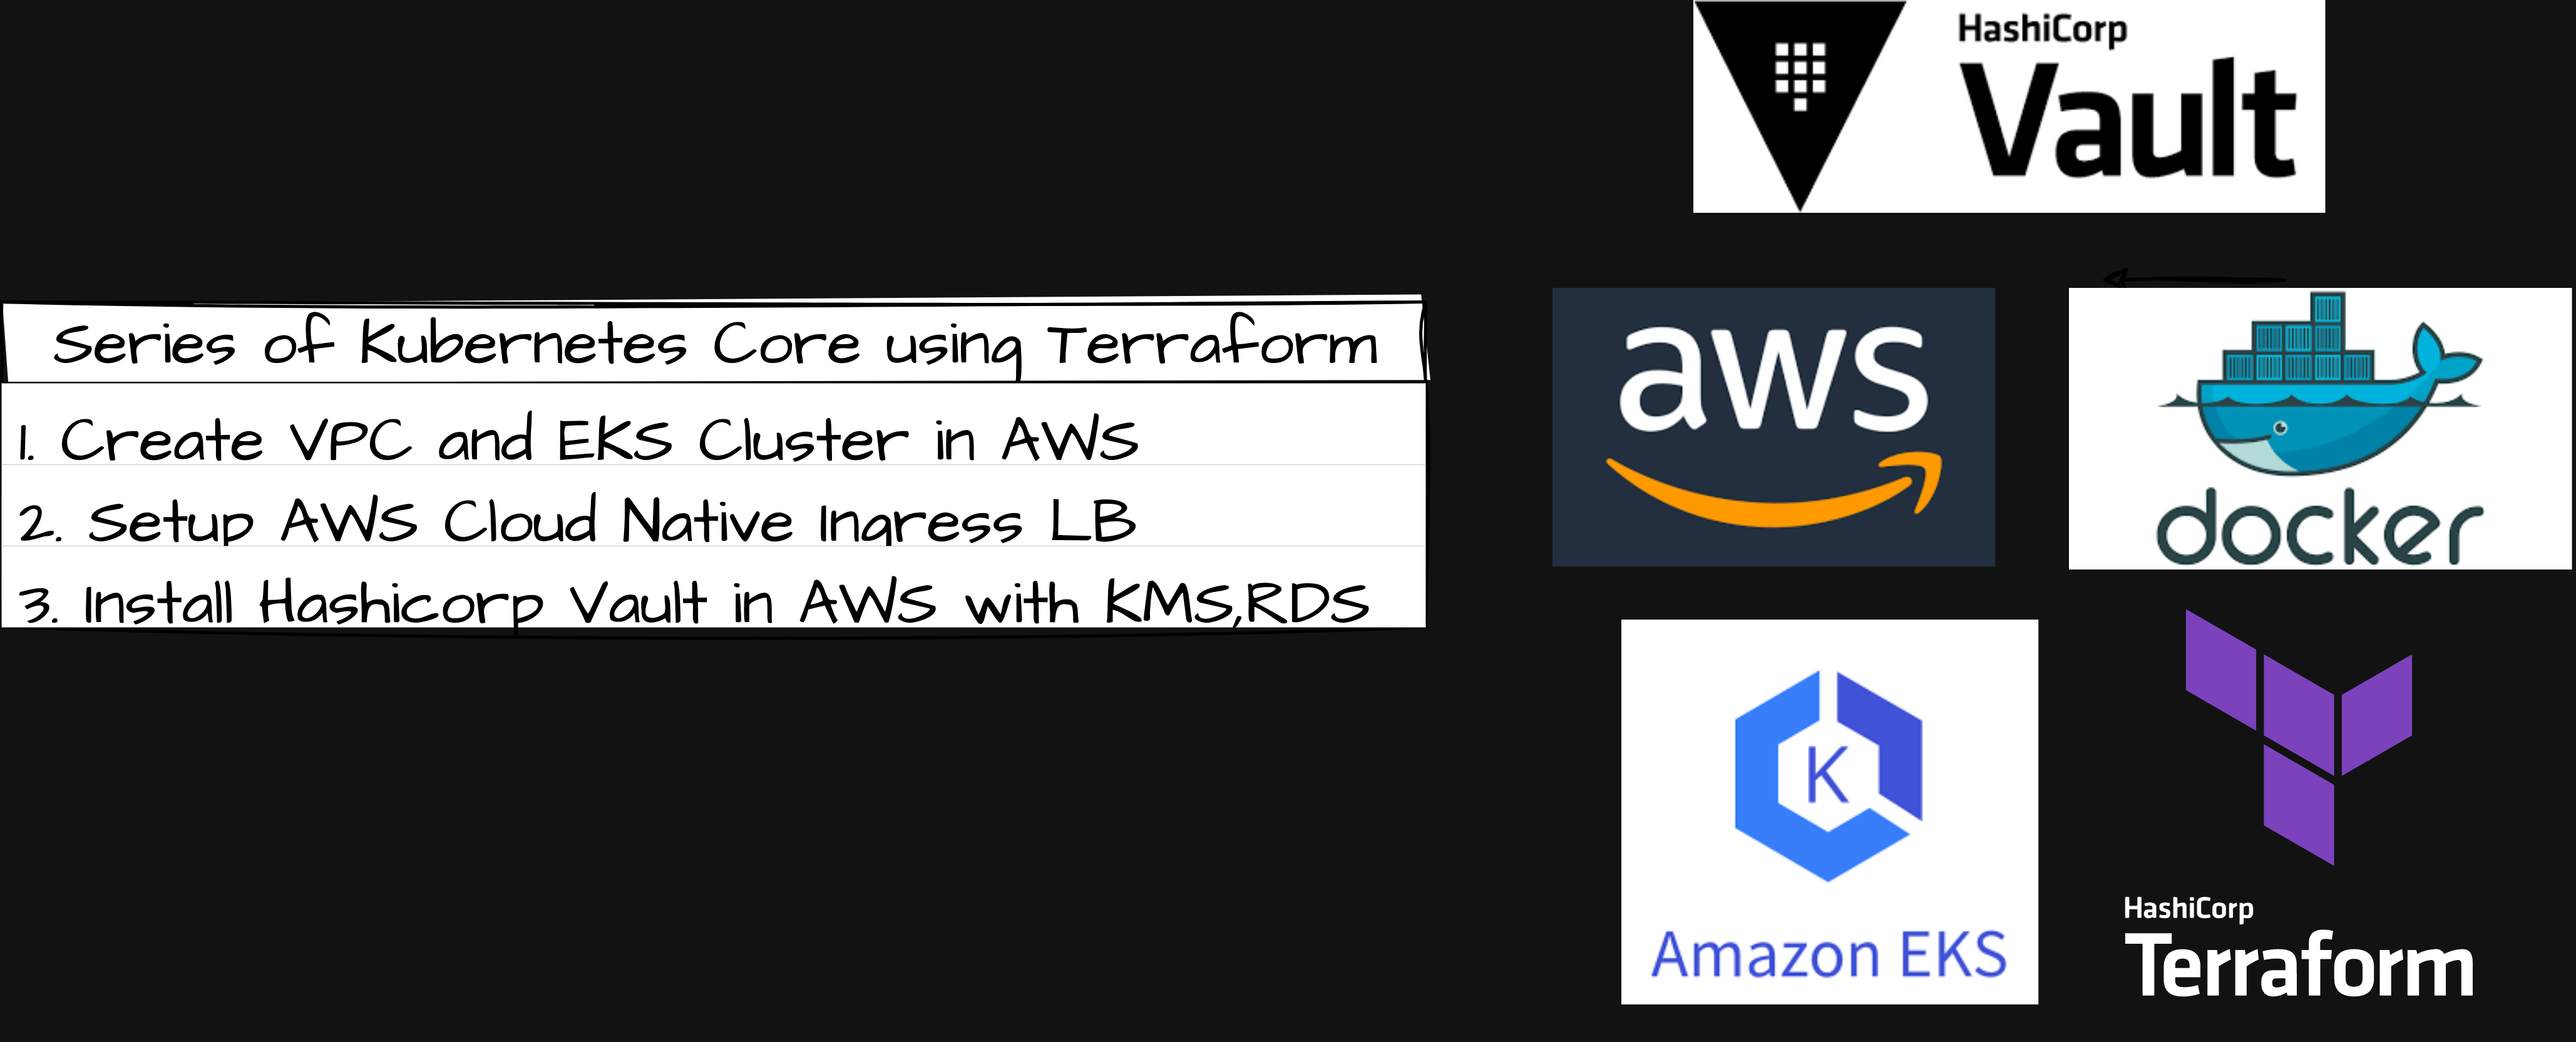 Series of Kubernetes Core using Terraform
1. Create VPC and EKS Cluster in AWS
2. Setup AWS Cloud Native Ingress LB
3. Install Hashicorp Vault in AWS with KMS,RDS
HashiCorp
Vault
aws
docker
K
Amazon EKS
HashiCorp
Terraform